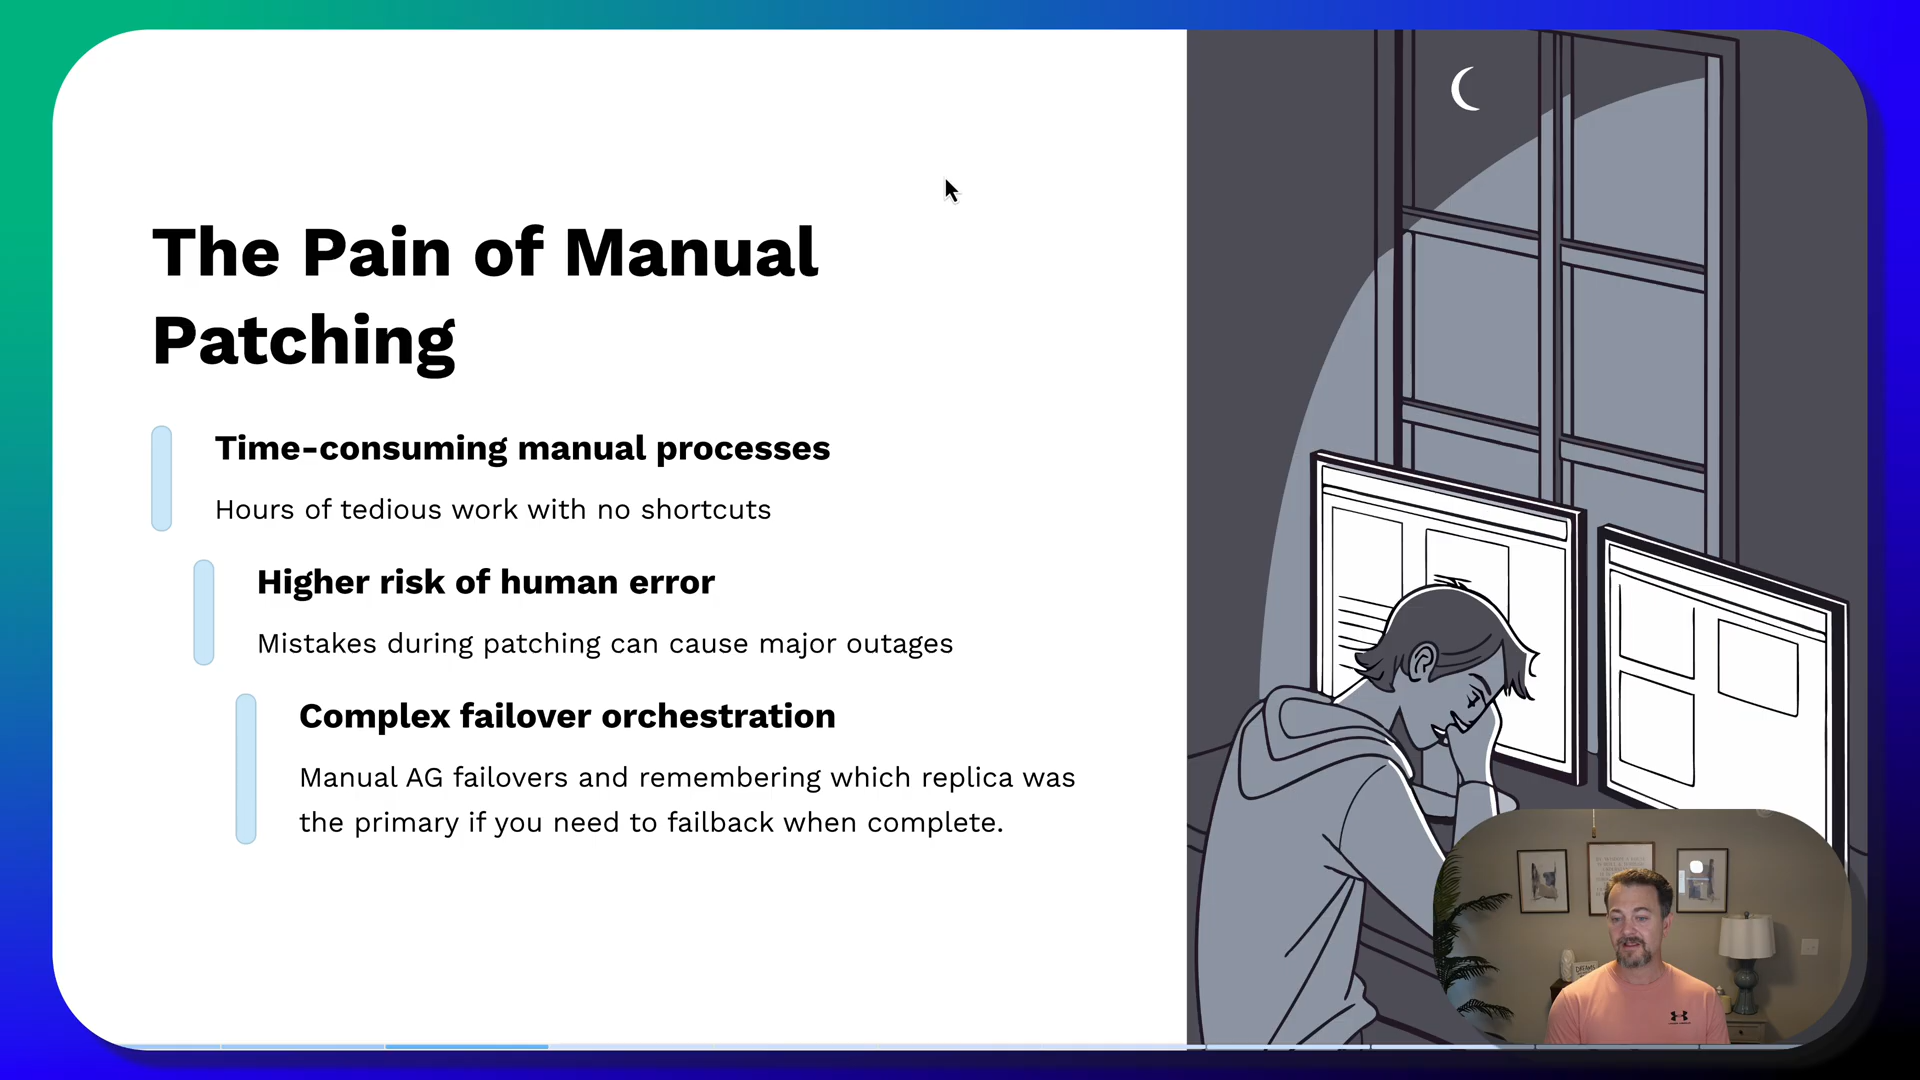 The Pain of Manual
Patching
Time-consuming manual processes
Hours of tedious work with no shortcuts
Higher risk of human error
Mistakes during patching can cause major outages
Complex failover orchestration
Manual AG failovers and remembering which replica was
the primary if you need to failback when complete.